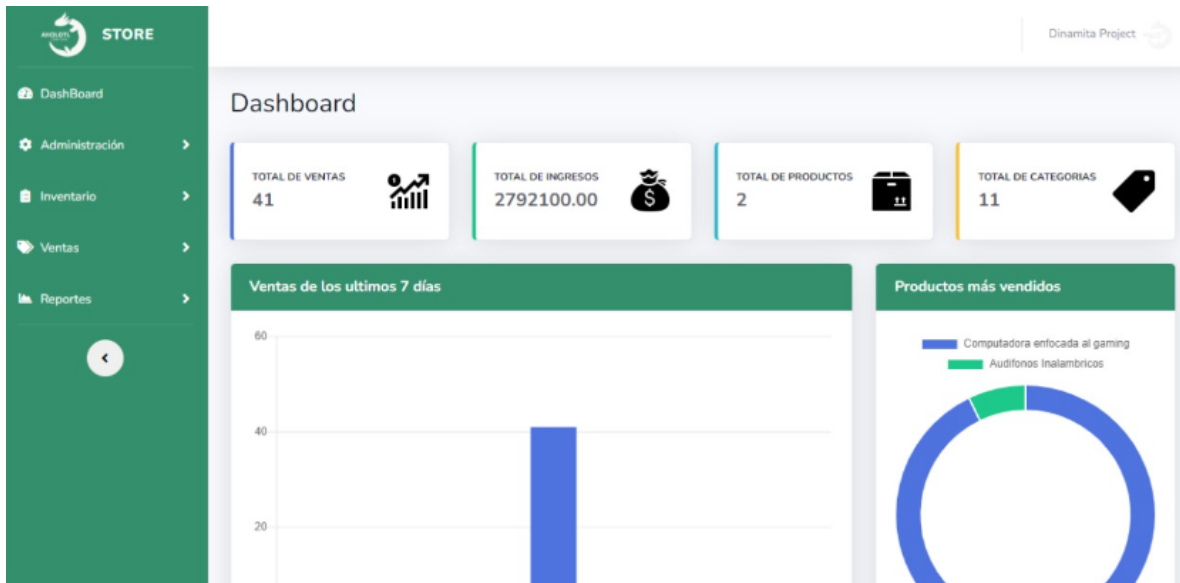 STORE
Dinamita Project
DashBoard
Administración
Inventario
Ventas
Reportes
Dashboard
TOTAL DE VENTAS
41
TOTAL DE INGRESOS
2792100.00
TOTAL DE PRODUCTOS
2
TOTAL DE CATEGORIAS
11
Ventas de los ultimos 7 días
60
40
20
Productos más vendidos
Computadora enfocada al gaming
Audifonos Inalambricos